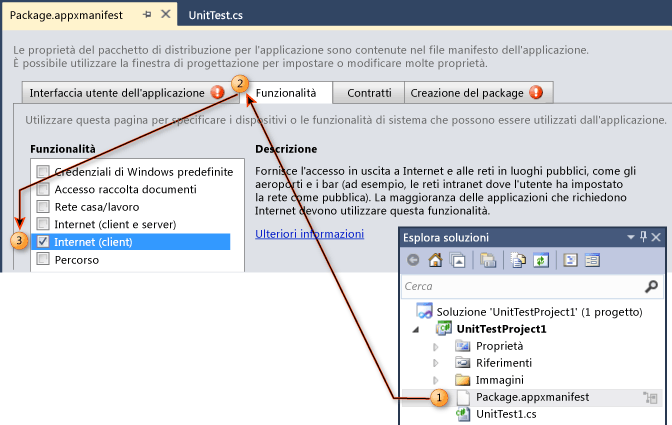 Package.appxmanifest
UnitTest.cs
Le proprietà del pacchetto di distribuzione per l'applicazione sono contenute nel file manifesto dell'applicazione.
È possibile utilizzare la finestra di progettazione per impostare o modificare molte proprietà.
Interfaccia utente dell'applicazione
2
Funzionalità
Contratti
Creazione del package
Utilizzare questa pagina per specificare i dispositivi o le funzionalità di sistema che possono essere utilizzati dall'applicazione.
Funzionalità
Credenziali di Windows predefinite
Accesso raccolta documenti
Rete casa/lavoro
Internet (client e server)
3
Internet (client)
Percorso
Descrizione
Fornisce l'accesso in uscita a Internet e alle reti in luoghi pubblici, come gli
aeroporti e i bar (ad esempio, le reti intranet dove l'utente ha impostato
la rete come pubblica). La maggioranza delle applicazioni che richiedono
Internet devono utilizzare questa funzionalità.
Ulteriori informazioni
Esplora soluzioni
Cerca
Soluzione 'UnitTestProject1' (1 progetto)
UnitTestProject1
Proprietà
Riferimenti
Immagini
1
Package.appxmanifest
UnitTest1.cs